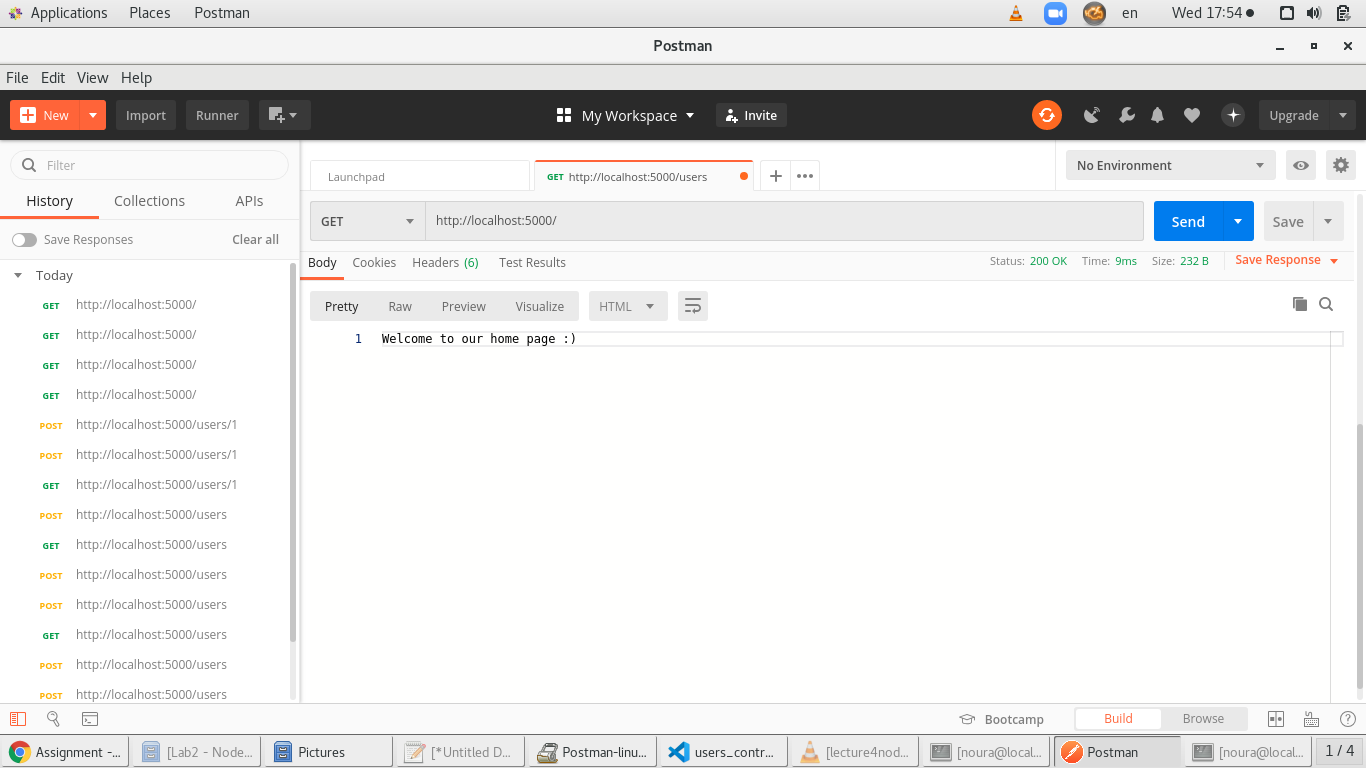 Applications Places Postman en Wed 17:54
Postman
File Edit View Help
New Import Runner My Workspace Invite Upgrade
Filter
History Collections APIs
Save Responses Clear all
Today
GET http://localhost:5000/
GET http://localhost:5000/
GET http://localhost:5000/
GET http://localhost:5000/
POST http://localhost:5000/users/1
POST http://localhost:5000/users/1
GET http://localhost:5000/users/1
POST http://localhost:5000/users
GET http://localhost:5000/users
POST http://localhost:5000/users
POST http://localhost:5000/users
GET http://localhost:5000/users
POST http://localhost:5000/users
POST http://localhost:5000/users
Launchpad GET http://localhost:5000/users No Environment
GET http://localhost:5000/ Send Save
Body Cookies Headers (6) Test Results Status: 200 OK Time: 9ms Size: 232 B Save Response
Pretty Raw Preview Visualize HTML
1 Welcome to our home page :)
Bootcamp Build Browse
Assignment -... [Lab2 - Node... Pictures [*Untitled D... Postman-linu... users_contr... [lecture4nod... [noura@local... Postman [noura@local... 1 / 4